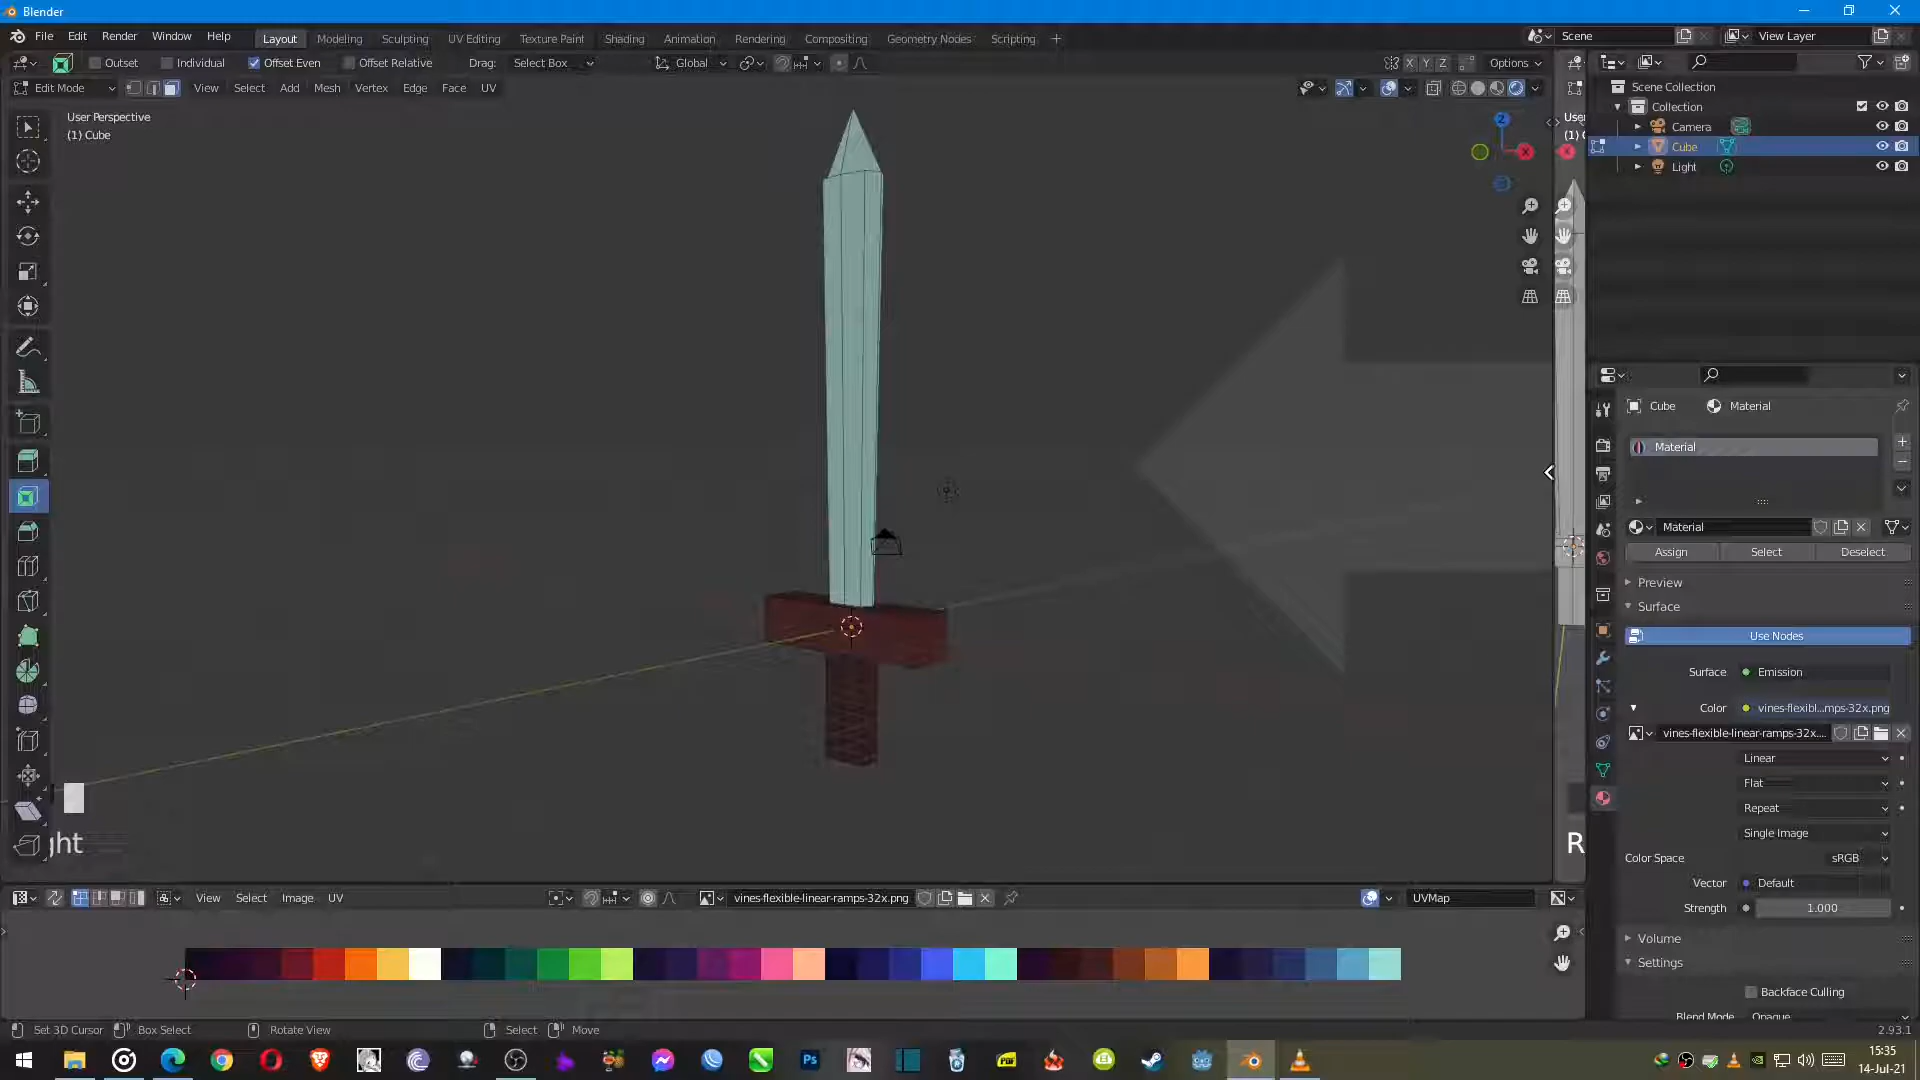 Blender
File Edit Render Window Help Layout Modeling Sculpting UV Editing Texture Paint Shading Animation Rendering Compositing Geometry Nodes Scripting Scene View Layer
Outset Individual Offset Even Offset Relative Drag: Select Box Global X Y Z Options
Edit Mode View Select Add Mesh Vertex Edge Face UV
User Perspective
(1) Cube
Z
X
Scene Collection
Collection
Camera
Cube
Light
Cube Material
Material
Material
Assign Select Deselect
Preview
Surface
Use Nodes
Surface Emission
Color vines-flexibl...mps-32x.png
vines-flexible-linear-ramps-32x....
Linear
Flat
Repeat
Single Image
Color Space sRGB
Vector Default
Strength 1.000
Volume
Settings
Backface Culling
Blend Mode Opaque
ght
R
View Select Image UV vines-flexible-linear-ramps-32x.png UVMap
Set 3D Cursor Box Select Rotate View Select Move 2.93.1
Ps
PDF
15:35
14-Jul-21